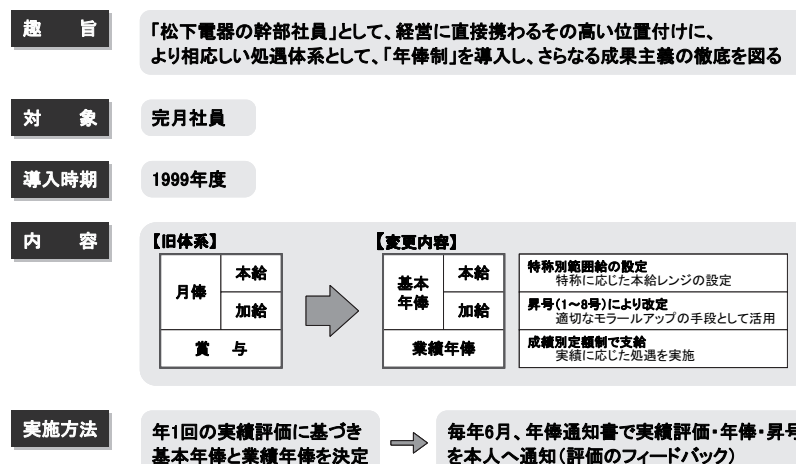 趣　旨
「松下電器の幹部社員」として、経営に直接携わるその高い位置付けに、
より相応しい処遇体系として、「年俸制」を導入し、さらなる成果主義の徹底を図る
対　象
完月社員
導入時期
1999年度
内　容
【旧体系】
月俸
本給
加給
賞　与
【変更内容】
基本
年俸
本給
加給
業績年俸
特称別範囲給の設定
特称に応じた本給レンジの設定
昇号(1〜8号)により改定
適切なモラールアップの手段として活用
成績別定額制で支給
実績に応じた処遇を実施
実施方法
年1回の実績評価に基づき
基本年俸と業績年俸を決定
毎年6月、年俸通知書で実績評価・年俸・昇号
を本人へ通知(評価のフィードバック)